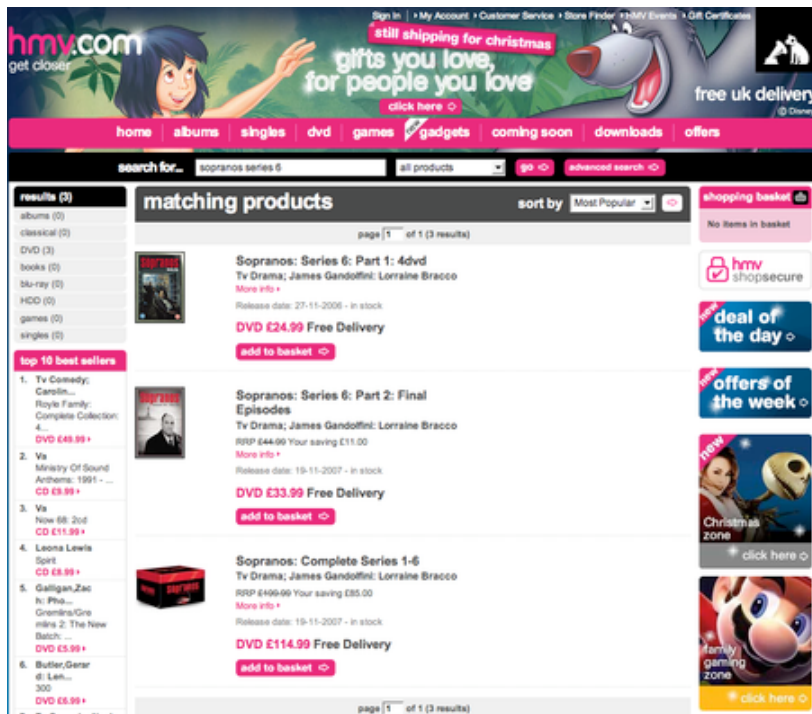 Sign In | My Account Customer Service Store Finder HMV Events Gift Certificates
hmv.com
get closer
still shipping for christmas
gifts you love,
for people you love
click here
free uk delivery
© Disney
home albums singles dvd games new gadgets coming soon downloads offers
search for... sopranos series 6 all products go advanced search
results (3)
albums (0)
classical (0)
DVD (3)
books (0)
blu-ray (0)
HDD (0)
games (0)
singles (0)
top 10 best sellers
1. Tv Comedy;
Carolin...
Royle Family:
Complete Collection:
4...
DVD £49.99
2. Va
Ministry Of Sound
Anthems: 1991 - ...
CD £9.99
3. Va
Now 68: 2cd
CD £11.99
4. Leona Lewis
Spirit
CD £8.99
5. Galligan,Zac
h: Pho...
Gremlins/Gre
mlins 2: The New
Batch: ...
DVD £5.99
6. Butler,Gerar
d: Len...
300
DVD £6.99
matching products sort by Most Popular
page 1 of 1 (3 results)
Sopranos
Sopranos: Series 6: Part 1: 4dvd
Tv Drama; James Gandolfini: Lorraine Bracco
More info
Release date: 27-11-2006 - in stock
DVD £24.99 Free Delivery
add to basket
Sopranos
Sopranos: Series 6: Part 2: Final
Episodes
Tv Drama; James Gandolfini: Lorraine Bracco
RRP £44.99 Your saving £11.00
More info
Release date: 19-11-2007 - in stock
DVD £33.99 Free Delivery
add to basket
Sopranos
Sopranos: Complete Series 1-6
Tv Drama; James Gandolfini: Lorraine Bracco
RRP £199.99 Your saving £85.00
More info
Release date: 19-11-2007 - in stock
DVD £114.99 Free Delivery
add to basket
page 1 of 1 (3 results)
shopping basket
No items in basket
hmv
shopsecure
new
deal of
the day
new
offers of
the week
new
Christmas
zone
click here
family
gaming
zone
click here